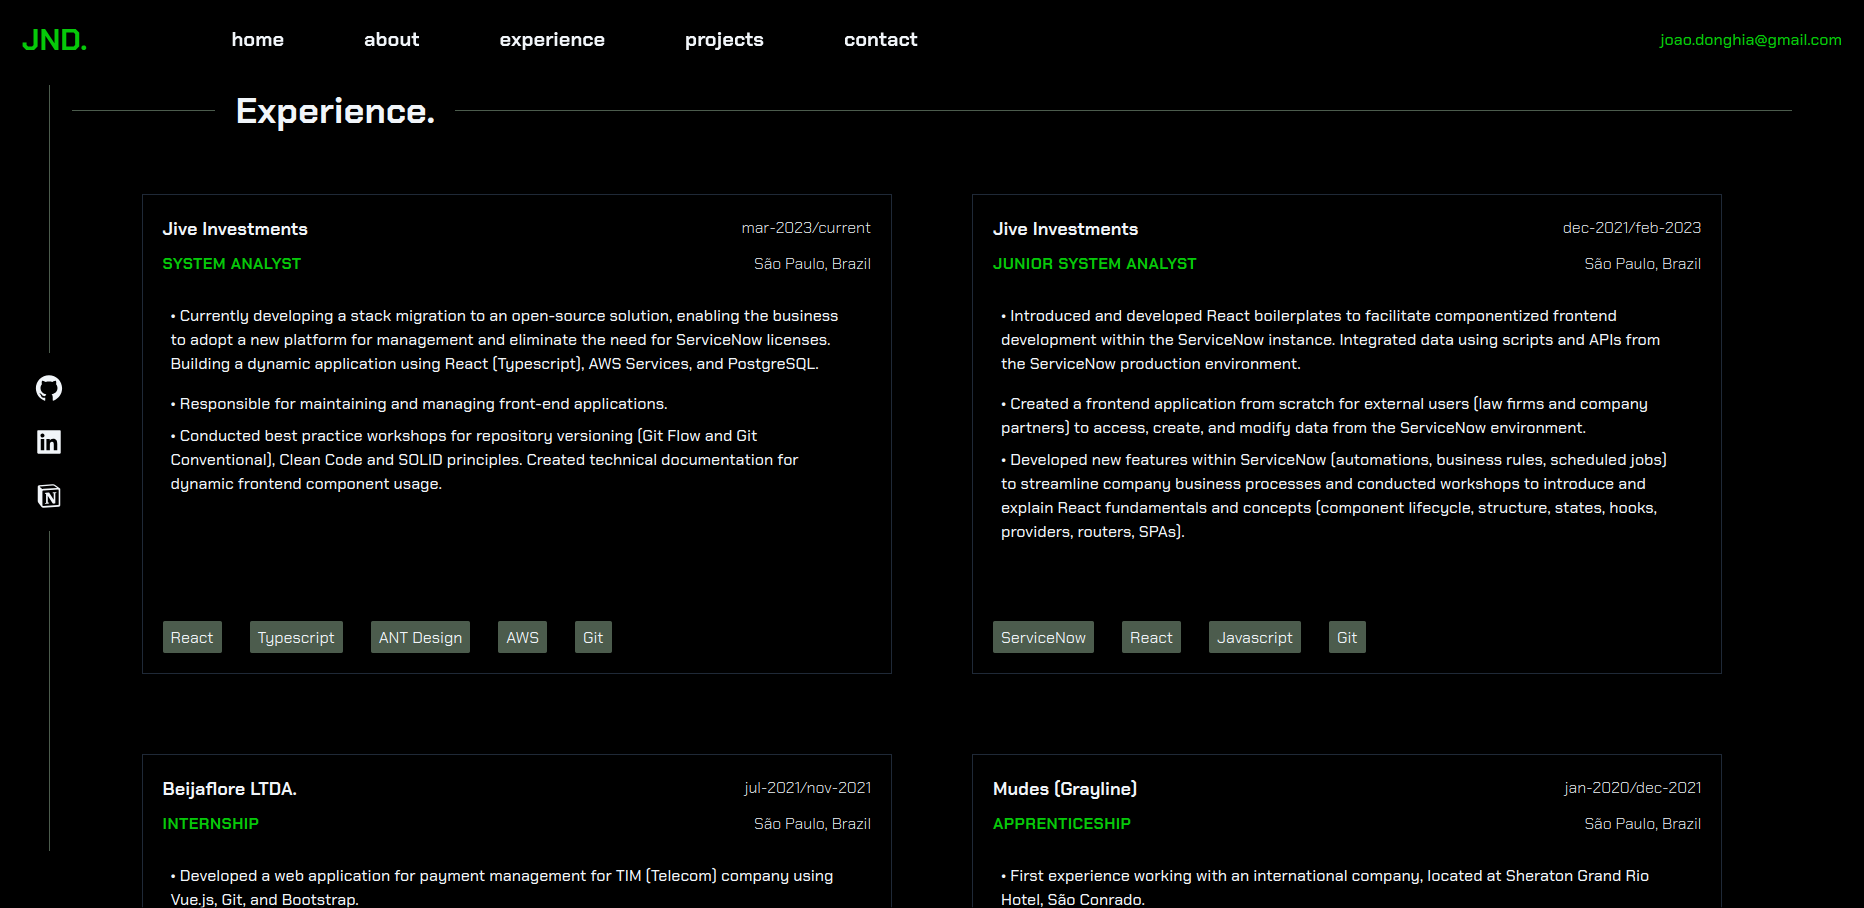 JND.
home
about
experience
projects
contact
joao.donghia@gmail.com
Experience.
Jive Investments
mar-2023/current
SYSTEM ANALYST
São Paulo, Brazil
• Currently developing a stack migration to an open-source solution, enabling the business
to adopt a new platform for management and eliminate the need for ServiceNow licenses.
Building a dynamic application using React (Typescript), AWS Services, and PostgreSQL.
• Responsible for maintaining and managing front-end applications.
• Conducted best practice workshops for repository versioning (Git Flow and Git
Conventional), Clean Code and SOLID principles. Created technical documentation for
dynamic frontend component usage.
React
Typescript
ANT Design
AWS
Git
Jive Investments
dec-2021/feb-2023
JUNIOR SYSTEM ANALYST
São Paulo, Brazil
• Introduced and developed React boilerplates to facilitate componentized frontend
development within the ServiceNow instance. Integrated data using scripts and APIs from
the ServiceNow production environment.
• Created a frontend application from scratch for external users (law firms and company
partners) to access, create, and modify data from the ServiceNow environment.
• Developed new features within ServiceNow (automations, business rules, scheduled jobs)
to streamline company business processes and conducted workshops to introduce and
explain React fundamentals and concepts (component lifecycle, structure, states, hooks,
providers, routers, SPAs).
ServiceNow
React
Javascript
Git
Beijaflore LTDA.
jul-2021/nov-2021
INTERNSHIP
São Paulo, Brazil
• Developed a web application for payment management for TIM (Telecom) company using
Vue.js, Git, and Bootstrap.
Mudes (Grayline)
jan-2020/dec-2021
APPRENTICESHIP
São Paulo, Brazil
• First experience working with an international company, located at Sheraton Grand Rio
Hotel, São Conrado.